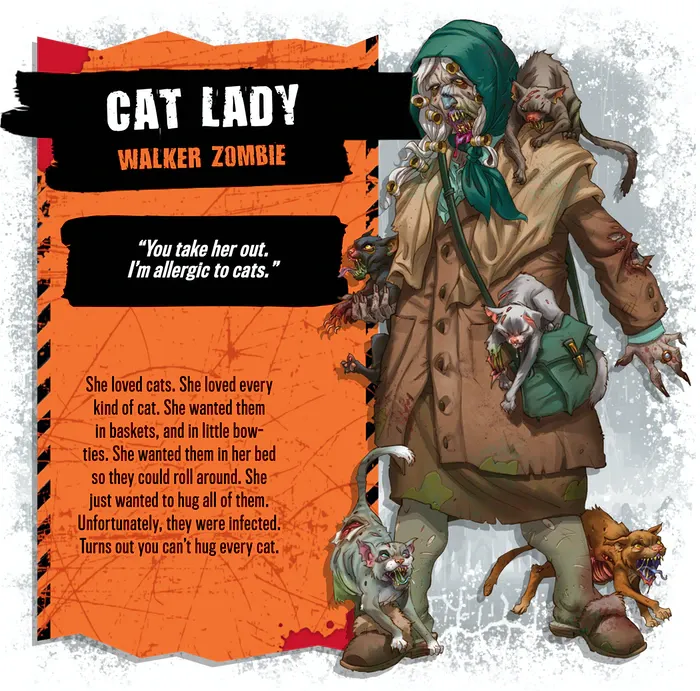 CAT LADY
WALKER ZOMBIE
“You take her out.
I’m allergic to cats.”
She loved cats. She loved every
kind of cat. She wanted them
in baskets, and in little bow-
ties. She wanted them in her bed
so they could roll around. She
just wanted to hug all of them.
Unfortunately, they were infected.
Turns out you can’t hug every cat.